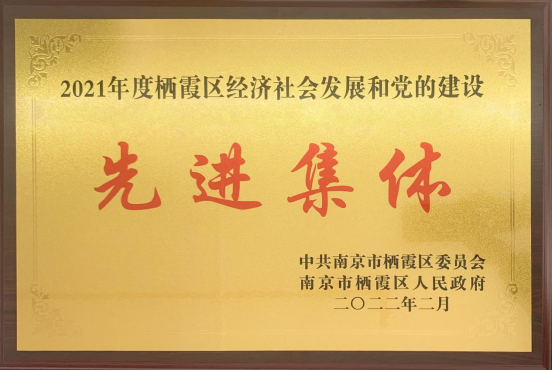 2021年度栖霞区经济社会发展和党的建设
先进集体
中共南京市栖霞区委员会
南京市栖霞区人民政府
二〇二二年二月